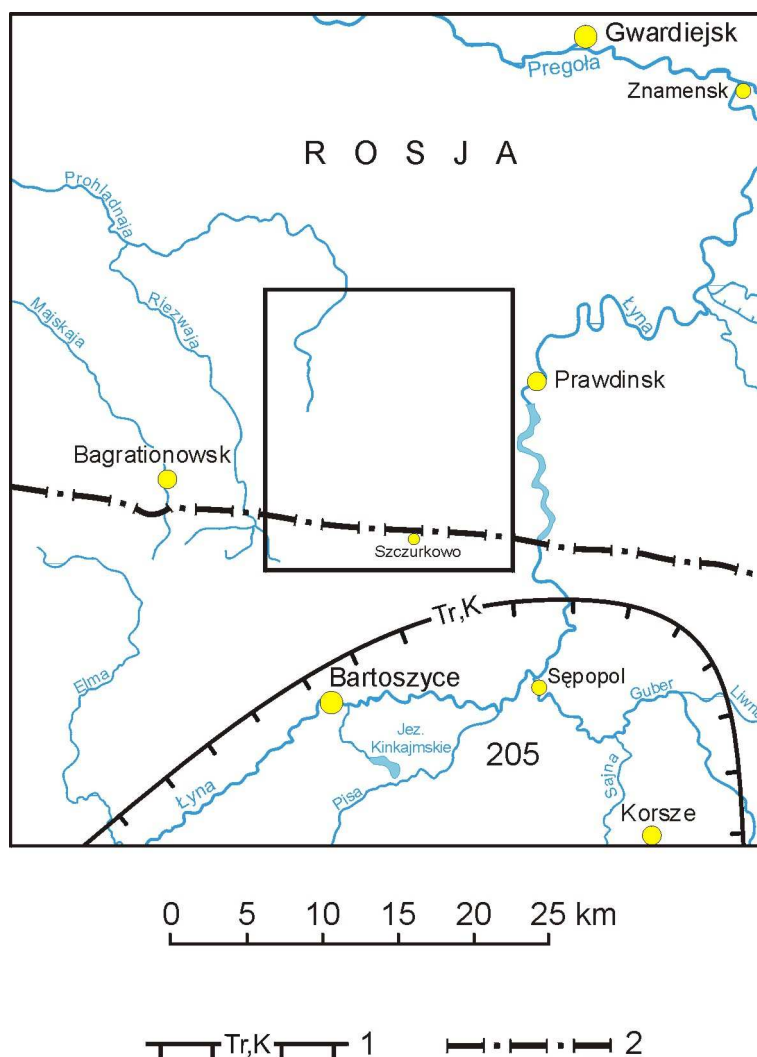 Gwardiejsk
Pregoła
Znamensk
ROSJA
Prohladnaja
Majskaja
Riezwaja
Łyna
Prawdinsk
Bagrationowsk
Szczurkowo
Tr,K
Elma
Bartoszyce
Sępopol
Guber
Liwna
Jez.
Kinkajmskie
205
Łyna
Pisa
Sajna
Korsze
0 5 10 15 20 25 km
Tr,K 1 2